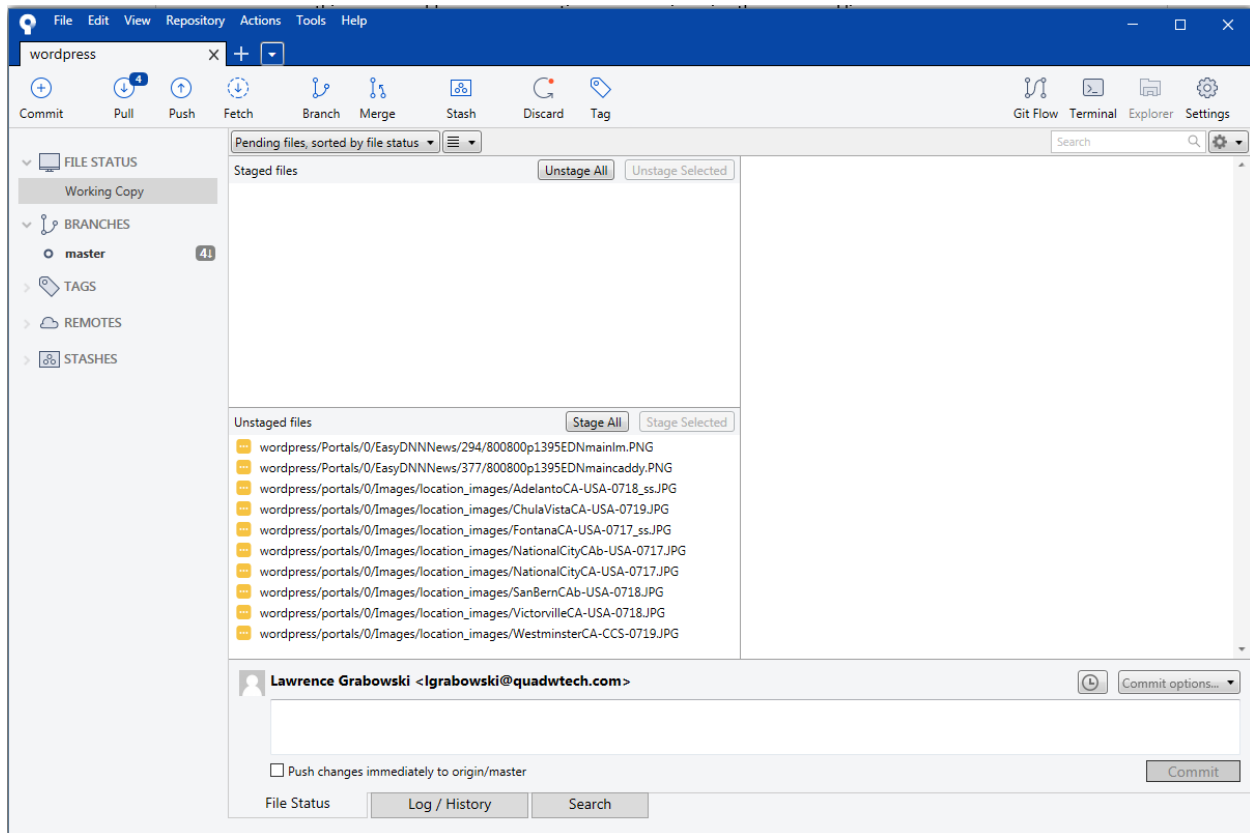 File Edit View Repository Actions Tools Help
wordpress
4
Commit Pull Push Fetch Branch Merge Stash Discard Tag Git Flow Terminal Explorer Settings
Pending files, sorted by file status
Search
FILE STATUS
Working Copy
BRANCHES
master 4↓
TAGS
REMOTES
STASHES
Staged files Unstage All Unstage Selected
Unstaged files Stage All Stage Selected
wordpress/Portals/0/EasyDNNNews/294/800800p1395EDNmainlm.PNG
wordpress/Portals/0/EasyDNNNews/377/800800p1395EDNmaincaddy.PNG
wordpress/portals/0/Images/location_images/AdelantoCA-USA-0718_ss.JPG
wordpress/portals/0/Images/location_images/ChulaVistaCA-USA-0719.JPG
wordpress/portals/0/Images/location_images/FontanaCA-USA-0717_ss.JPG
wordpress/portals/0/Images/location_images/NationalCityCAb-USA-0717.JPG
wordpress/portals/0/Images/location_images/NationalCityCA-USA-0717.JPG
wordpress/portals/0/Images/location_images/SanBernCAb-USA-0718.JPG
wordpress/portals/0/Images/location_images/VictorvilleCA-USA-0718.JPG
wordpress/portals/0/Images/location_images/WestminsterCA-CCS-0719.JPG
Lawrence Grabowski <lgrabowski@quadwtech.com>
Commit options...
Push changes immediately to origin/master
Commit
File Status Log / History Search